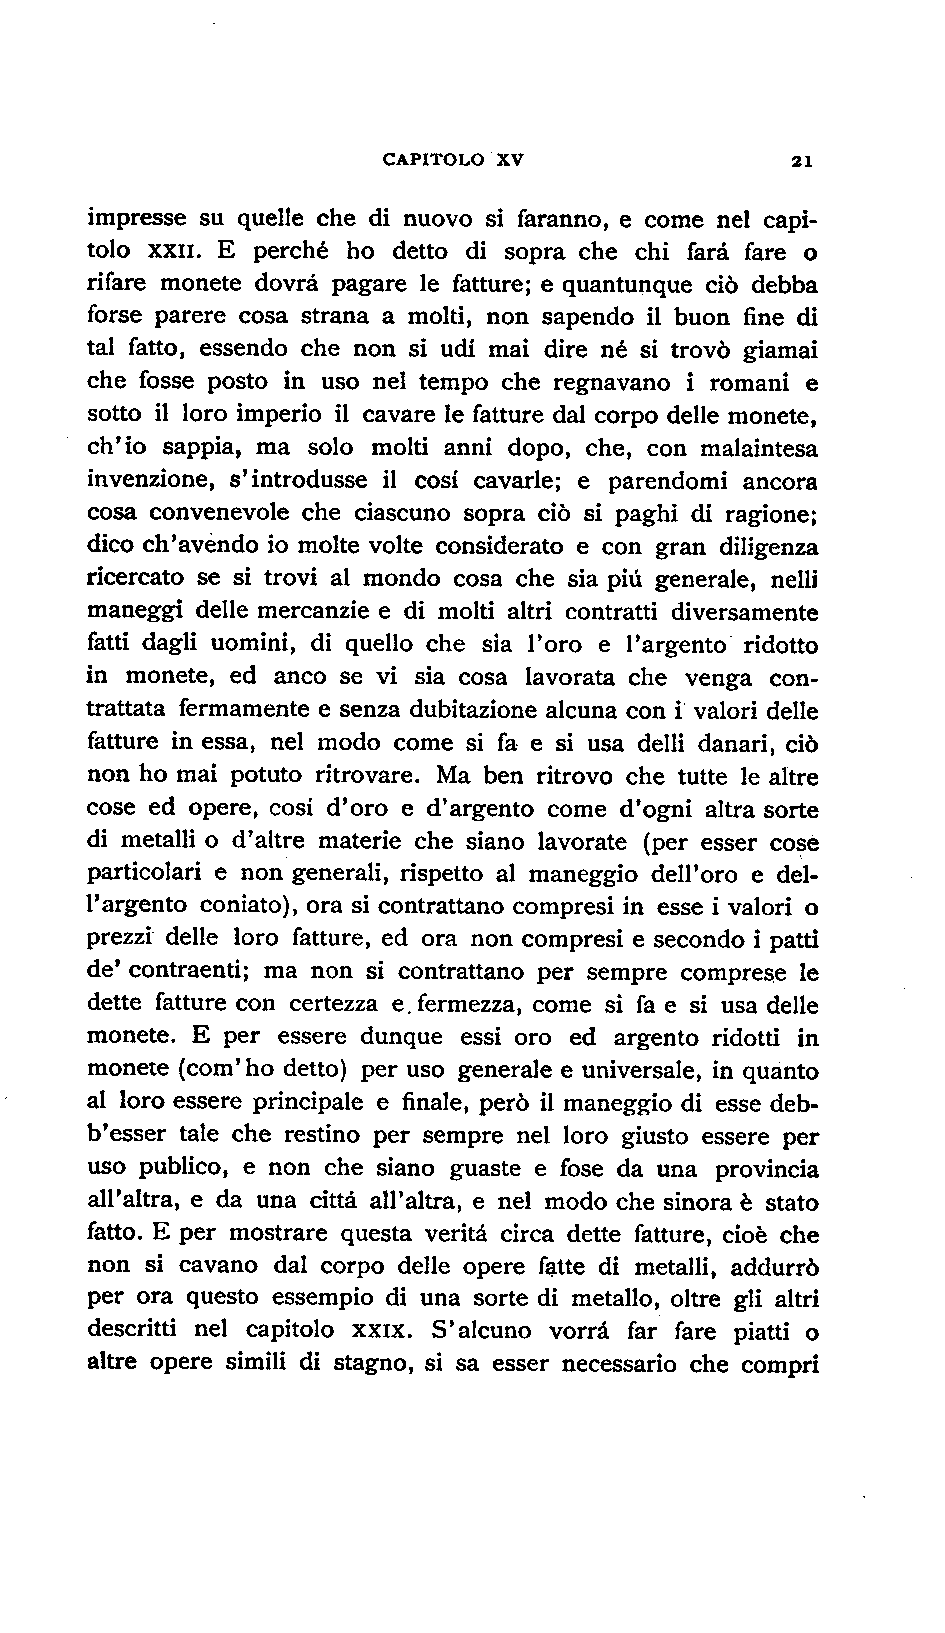 CAPITOLO XV 21
impresse su quelle che di nuovo si faranno, e come nel capi-
tolo XXII. E perché ho detto di sopra che chi fará fare o
rifare monete dovrá pagare le fatture; e quantunque ciò debba
forse parere cosa strana a molti, non sapendo il buon fine di
tal fatto, essendo che non si udí mai dire né si trovò giamai
che fosse posto in uso nel tempo che regnavano i romani e
sotto il loro imperio il cavare le fatture dal corpo delle monete,
ch'io sappia, ma solo molti anni dopo, che, con malaintesa
invenzione, s'introdusse il cosí cavarle; e parendomi ancora
cosa convenevole che ciascuno sopra ciò si paghi di ragione;
dico ch'avendo io molte volte considerato e con gran diligenza
ricercato se si trovi al mondo cosa che sia piú generale, nelli
maneggi delle mercanzie e di molti altri contratti diversamente
fatti dagli uomini, di quello che sia l'oro e l'argento ridotto
in monete, ed anco se vi sia cosa lavorata che venga con-
trattata fermamente e senza dubitazione alcuna con i valori delle
fatture in essa, nel modo come si fa e si usa delli danari, ciò
non ho mai potuto ritrovare. Ma ben ritrovo che tutte le altre
cose ed opere, cosí d'oro e d'argento come d'ogni altra sorte
di metalli o d'altre materie che siano lavorate (per esser cose
particolari e non generali, rispetto al maneggio dell'oro e del-
l'argento coniato), ora si contrattano compresi in esse i valori o
prezzi delle loro fatture, ed ora non compresi e secondo i patti
de' contraenti; ma non si contrattano per sempre comprese le
dette fatture con certezza e fermezza, come si fa e si usa delle
monete. E per essere dunque essi oro ed argento ridotti in
monete (com'ho detto) per uso generale e universale, in quanto
al loro essere principale e finale, però il maneggio di esse deb-
b'esser tale che restino per sempre nel loro giusto essere per
uso publico, e non che siano guaste e fose da una provincia
all'altra, e da una cittá all'altra, e nel modo che sinora è stato
fatto. E per mostrare questa veritá circa dette fatture, cioè che
non si cavano dal corpo delle opere fatte di metalli, addurrò
per ora questo essempio di una sorte di metallo, oltre gli altri
descritti nel capitolo XXIX. S'alcuno vorrá far fare piatti o
altre opere simili di stagno, si sa esser necessario che compri